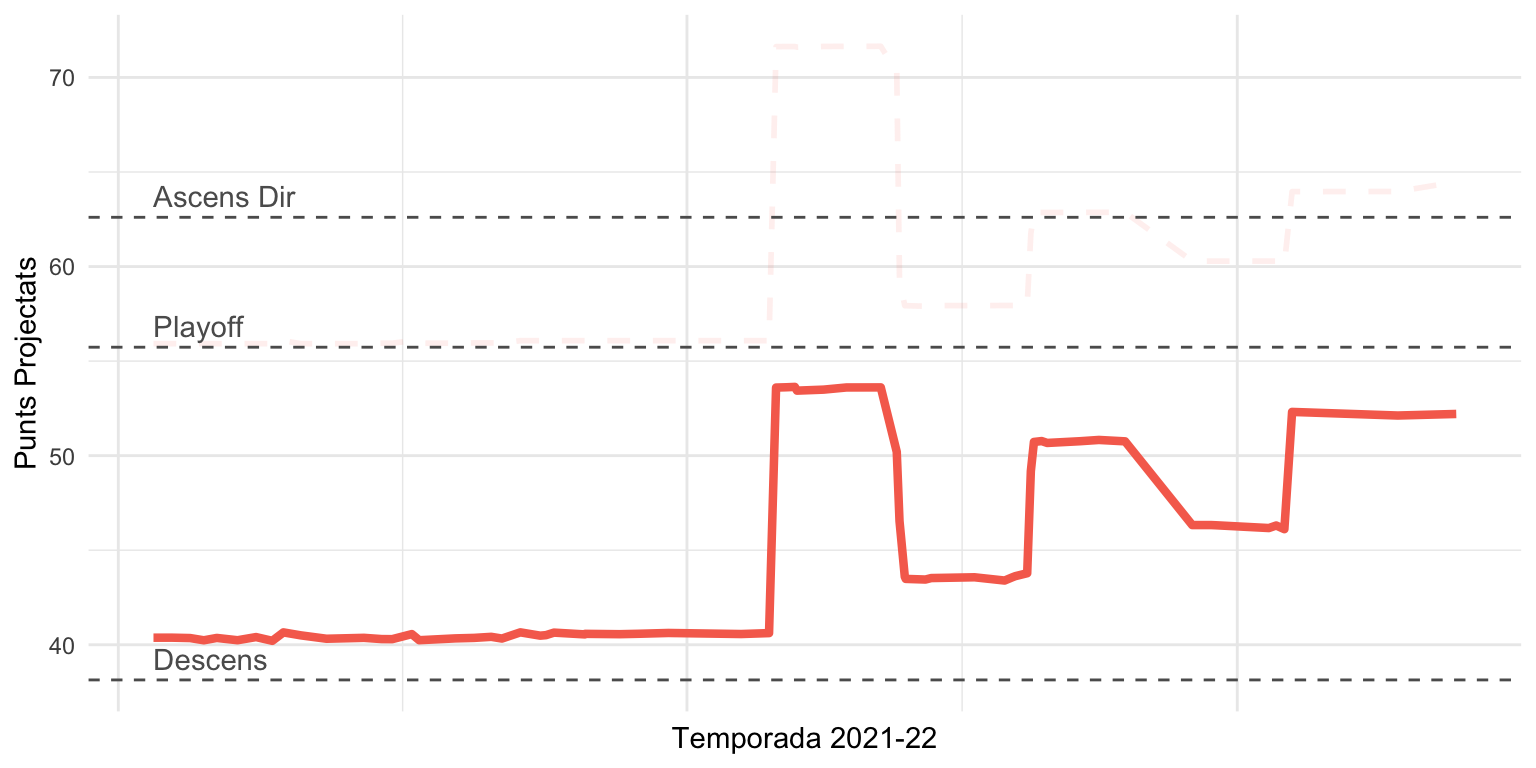 70
Ascens Dir
60
Playoff
50
40
Descens
Punts Projectats
Temporada 2021-22